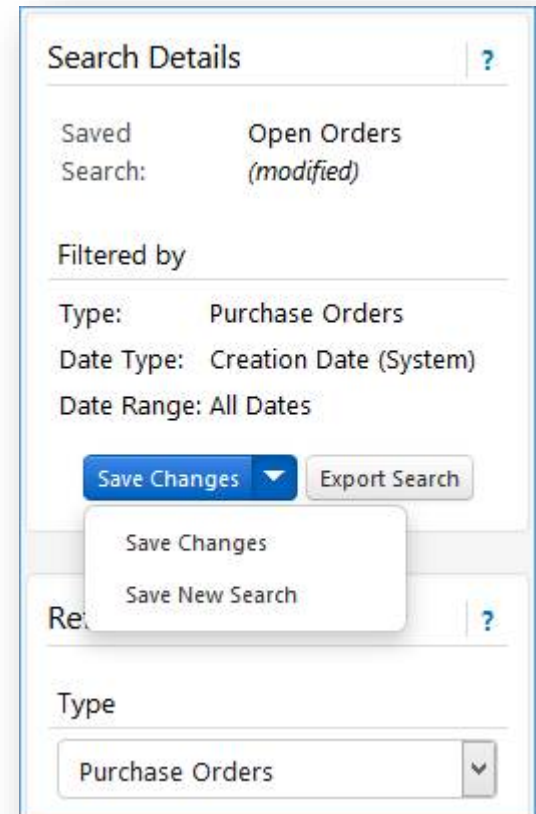 Search Details ?
Saved Open Orders
Search: (modified)
Filtered by
Type: Purchase Orders
Date Type: Creation Date (System)
Date Range: All Dates
Save Changes Export Search
Save Changes
Save New Search
?
Type
Purchase Orders